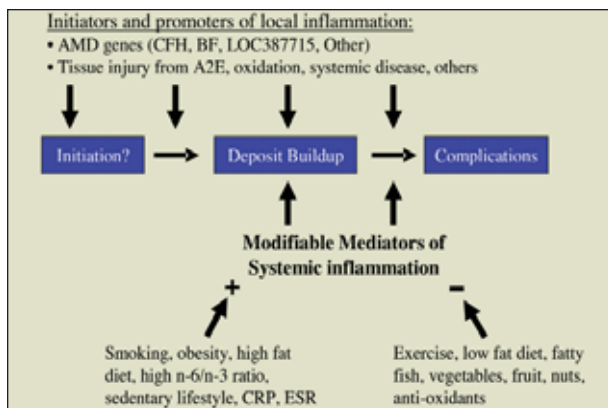 Initiators and promoters of local inflammation:
• AMD genes (CFH, BF, LOC387715, Other)
• Tissue injury from A2E, oxidation, systemic disease, others
Initiation?
Deposit Buildup
Complications
Modifiable Mediators of
Systemic inflammation
+
−
Smoking, obesity, high fat
diet, high n-6/n-3 ratio,
sedentary lifestyle, CRP, ESR
Exercise, low fat diet, fatty
fish, vegetables, fruit, nuts,
anti-oxidants